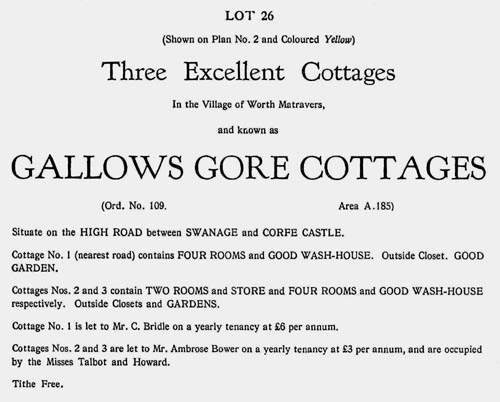 LOT 26
(Shown on Plan No. 2 and Coloured Yellow)
Three Excellent Cottages
In the Village of Worth Matravers,
and known as
GALLOWS GORE COTTAGES
(Ord. No. 109. Area A.185)
Situate on the HIGH ROAD between SWANAGE and CORFE CASTLE.
Cottage No. 1 (nearest road) contains FOUR ROOMS and GOOD WASH-HOUSE. Outside Closet. GOOD
GARDEN.
Cottages Nos. 2 and 3 contain TWO ROOMS and STORE and FOUR ROOMS and GOOD WASH-HOUSE
respectively. Outside Closets and GARDENS.
Cottage No. 1 is let to Mr. C. Bridle on a yearly tenancy at £6 per annum.
Cottages Nos. 2 and 3 are let to Mr. Ambrose Bower on a yearly tenancy at £3 per annum, and are occupied
by the Misses Talbot and Howard.
Tithe Free.